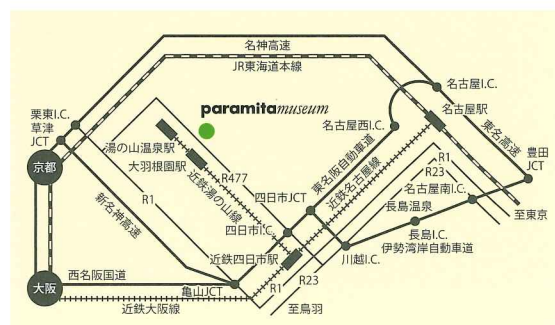 名神高速
JR東海道本線
名古屋I.C.
名古屋駅
東名高速
豊田
JCT
栗東I.C.
草津
JCT
paramitamuseum
名古屋西I.C.
湯の山温泉駅
大羽根園駅
東名阪自動車道
京都
近鉄湯の山線
R477
近鉄名古屋線
R1
R23
名古屋南I.C.
至東京
R1
新名神高速
四日市JCT
長島温泉
四日市I.C.
長島I.C.
川越I.C.
伊勢湾岸自動車道
近鉄四日市駅
大阪
西名阪国道
亀山JCT
R1
R23
近鉄大阪線
至鳥羽